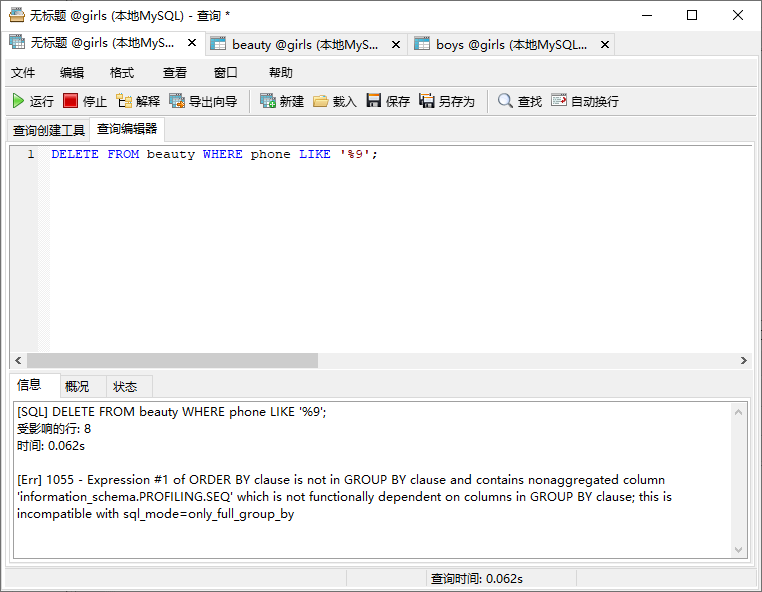 无标题 @girls (本地MySQL) - 查询 *
无标题 @girls (本地MyS... beauty @girls (本地MyS... boys @girls (本地MySQL...
文件 编辑 格式 查看 窗口 帮助
运行 停止 解释 导出向导 新建 载入 保存 另存为 查找 自动换行
查询创建工具 查询编辑器
1 DELETE FROM beauty WHERE phone LIKE '%9';
信息 概况 状态
[SQL] DELETE FROM beauty WHERE phone LIKE '%9';
受影响的行: 8
时间: 0.062s
[Err] 1055 - Expression #1 of ORDER BY clause is not in GROUP BY clause and contains nonaggregated column
'information_schema.PROFILING.SEQ' which is not functionally dependent on columns in GROUP BY clause; this is
incompatible with sql_mode=only_full_group_by
查询时间: 0.062s